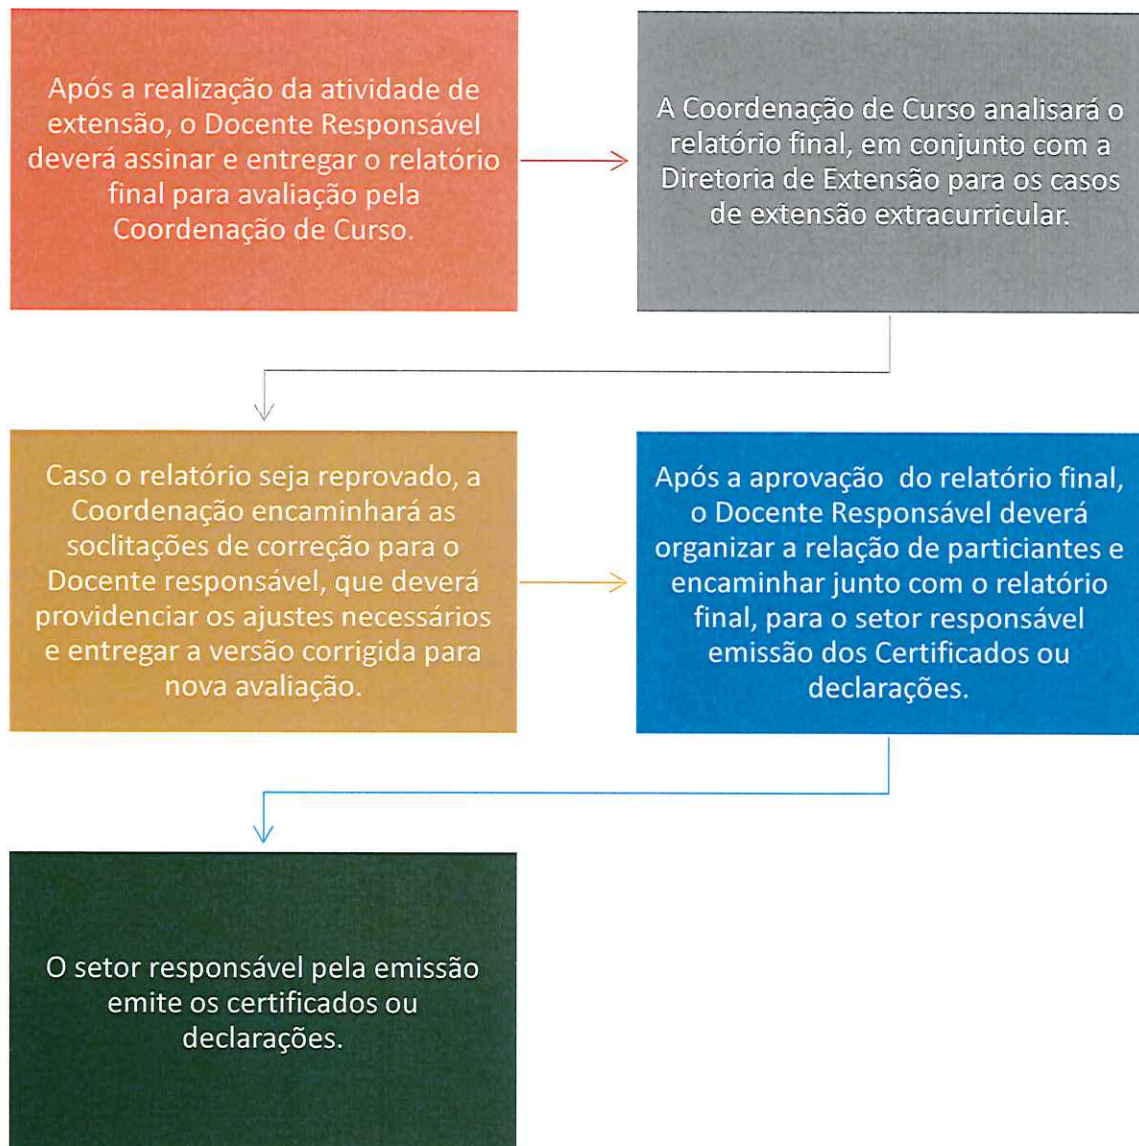 Após a realização da atividade de
extensão, o Docente Responsável
deverá assinar e entregar o relatório
final para avaliação pela
Coordenação de Curso.
A Coordenação de Curso analisará o
relatório final, em conjunto com a
Diretoria de Extensão para os casos
de extensão extracurricular.
Caso o relatório seja reprovado, a
Coordenação encaminhará as
soclitações de correção para o
Docente responsável, que deverá
providenciar os ajustes necessários
e entregar a versão corrigida para
nova avaliação.
Após a aprovação do relatório final,
o Docente Responsável deverá
organizar a relação de particiantes e
encaminhar junto com o relatório
final, para o setor responsável
emissão dos Certificados ou
declarações.
O setor responsável pela emissão
emite os certificados ou
declarações.